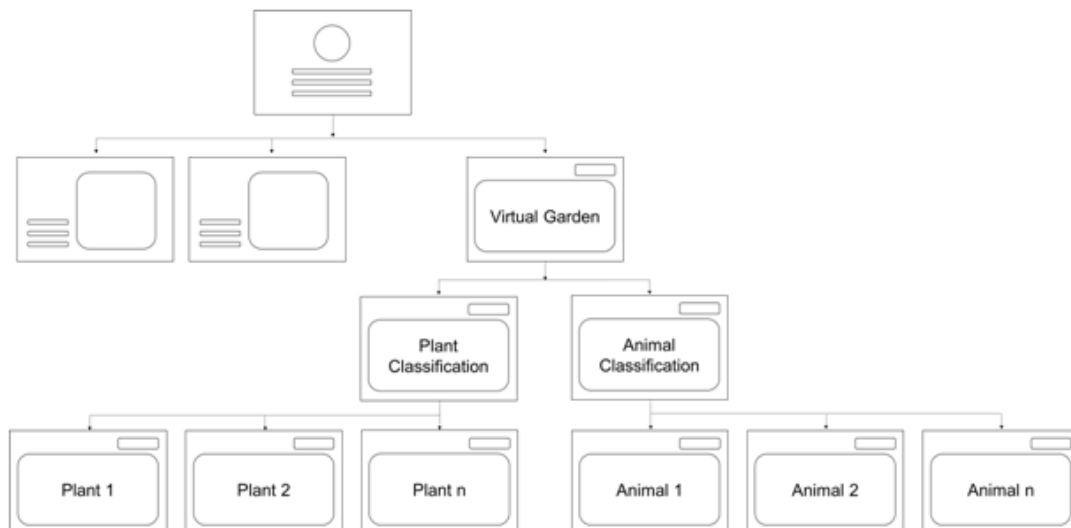 Virtual Garden
Plant
Classification
Animal
Classification
Plant 1
Plant 2
Plant n
Animal 1
Animal 2
Animal n